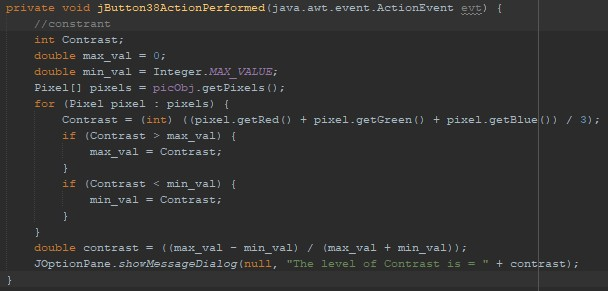 private void jButton38ActionPerformed(java.awt.event.ActionEvent evt) {
//constrant
int Contrast;
double max_val = 0;
double min_val = Integer.MAX_VALUE;
Pixel[] pixels = picObj.getPixels();
for (Pixel pixel : pixels) {
Contrast = (int) ((pixel.getRed() + pixel.getGreen() + pixel.getBlue()) / 3);
if (Contrast > max_val) {
max_val = Contrast;
}
if (Contrast < min_val) {
min_val = Contrast;
}
}
double contrast = ((max_val - min_val) / (max_val + min_val));
JOptionPane.showMessageDialog(null, "The level of Contrast is = " + contrast);
}